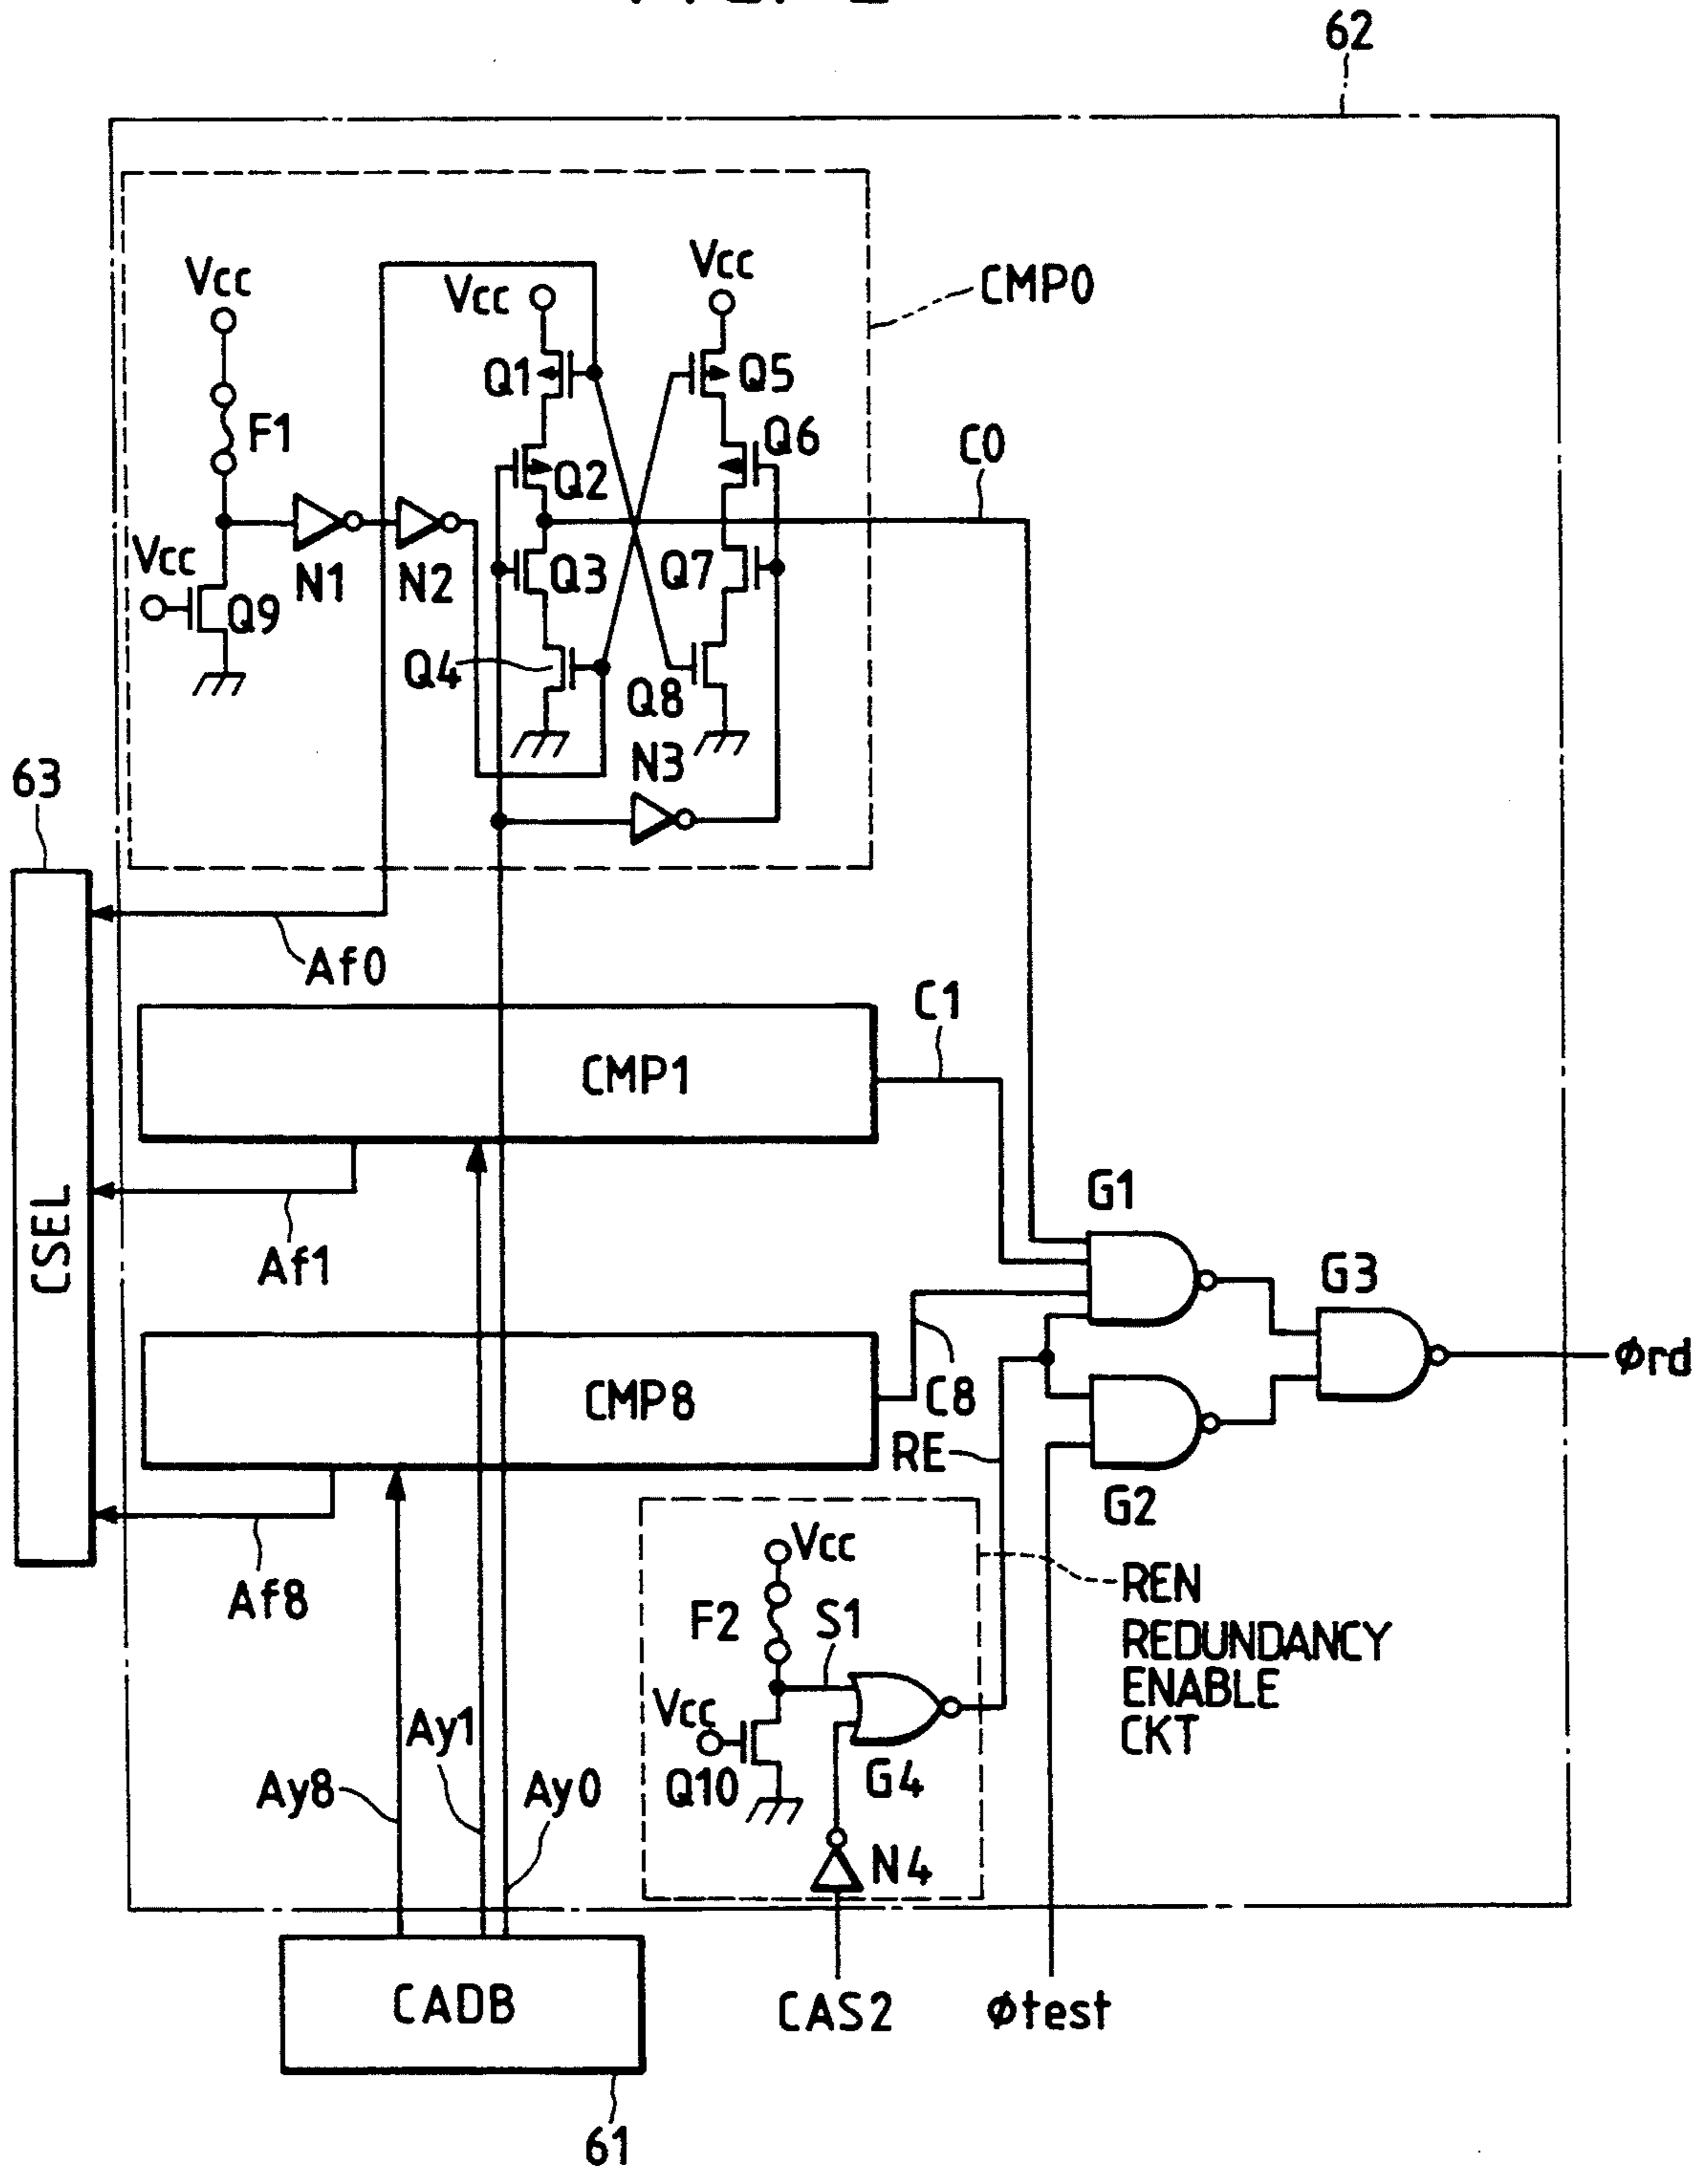 62
Vcc
Vcc
Vcc
CMP0
Q1
Q5
F1
Q2
Q6
C0
Vcc
N1
N2
Q3
Q7
Q9
Q4
Q8
N3
63
Af0
C1
CMP1
CSEL
Af1
G1
G3
φrd
CMP8
C8
RE
G2
Af8
Vcc
F2
S1
REN
REDUNDANCY
ENABLE
CKT
Vcc
Q10
G4
Ay1
Ay8
Ay0
N4
CADB
CAS2
φtest
61